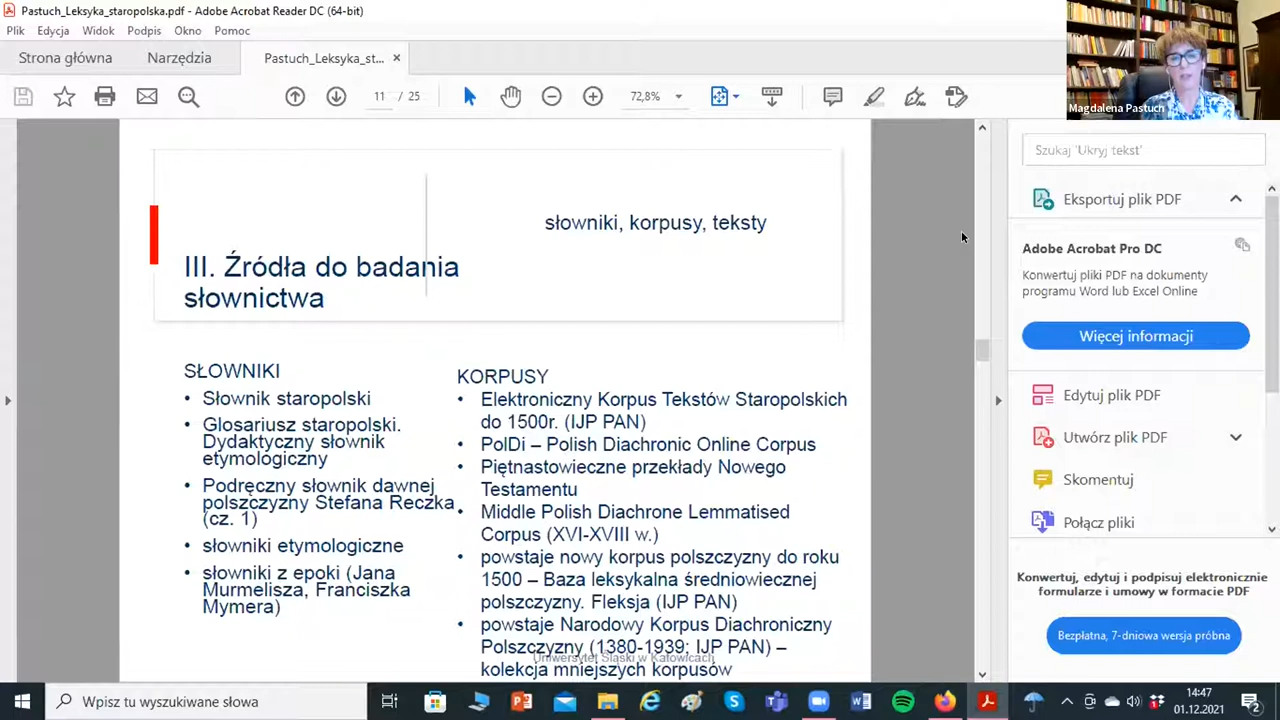 Pastuch_Leksyka_staropolska.pdf - Adobe Acrobat Reader DC (64-bit)
Plik Edycja Widok Podpis Okno Pomoc
Strona główna Narzędzia Pastuch_Leksyka_st... ×
11 / 25 72,8%
Magdalena Pastuch
słowniki, korpusy, teksty
III. Źródła do badania
słownictwa
SŁOWNIKI
• Słownik staropolski
• Glosariusz staropolski.
Dydaktyczny słownik
etymologiczny
• Podręczny słownik dawnej
polszczyzny Stefana Reczka
(cz. 1)
• słowniki etymologiczne
• słowniki z epoki (Jana
Murmelisza, Franciszka
Mymera)
KORPUSY
• Elektroniczny Korpus Tekstów Staropolskich
do 1500r. (IJP PAN)
• PolDi – Polish Diachronic Online Corpus
• Piętnastowieczne przekłady Nowego
Testamentu
• Middle Polish Diachrone Lemmatised
Corpus (XVI-XVIII w.)
• powstaje nowy korpus polszczyzny do roku
1500 – Baza leksykalna średniowiecznej
polszczyzny. Fleksja (IJP PAN)
• powstaje Narodowy Korpus Diachroniczny
Polszczyzny (1380-1939; IJP PAN) –
kolekcja mniejszych korpusów
Uniwersytet Śląski w Katowicach
Szukaj 'Ukryj tekst'
Eksportuj plik PDF
Adobe Acrobat Pro DC
Konwertuj pliki PDF na dokumenty
programu Word lub Excel Online
Więcej informacji
Edytuj plik PDF
Utwórz plik PDF
Skomentuj
Połącz pliki
Konwertuj, edytuj i podpisuj elektronicznie
formularze i umowy w formacie PDF
Bezpłatna, 7-dniowa wersja próbna
Wpisz tu wyszukiwane słowa
14:47
01.12.2021
2